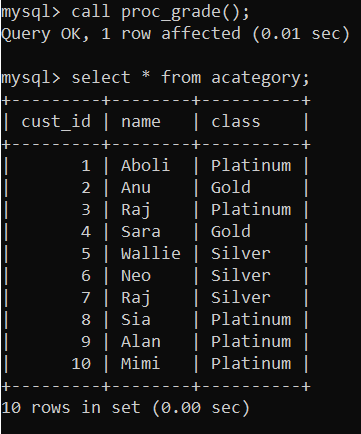 mysql> call proc_grade();
Query OK, 1 row affected (0.01 sec)
mysql> select * from acategory;
+---------+--------+----------+
| cust_id | name   | class    |
+---------+--------+----------+
|       1 | Aboli  | Platinum |
|       2 | Anu    | Gold     |
|       3 | Raj    | Platinum |
|       4 | Sara   | Gold     |
|       5 | Wallie | Silver   |
|       6 | Neo    | Silver   |
|       7 | Raj    | Silver   |
|       8 | Sia    | Platinum |
|       9 | Alan   | Platinum |
|      10 | Mimi   | Platinum |
+---------+--------+----------+
10 rows in set (0.00 sec)